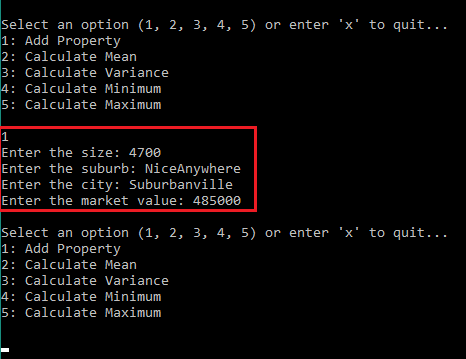 Select an option (1, 2, 3, 4, 5) or enter 'x' to quit...
1: Add Property
2: Calculate Mean
3: Calculate Variance
4: Calculate Minimum
5: Calculate Maximum
1
Enter the size: 4700
Enter the suburb: NiceAnywhere
Enter the city: Suburbanville
Enter the market value: 485000
Select an option (1, 2, 3, 4, 5) or enter 'x' to quit...
1: Add Property
2: Calculate Mean
3: Calculate Variance
4: Calculate Minimum
5: Calculate Maximum